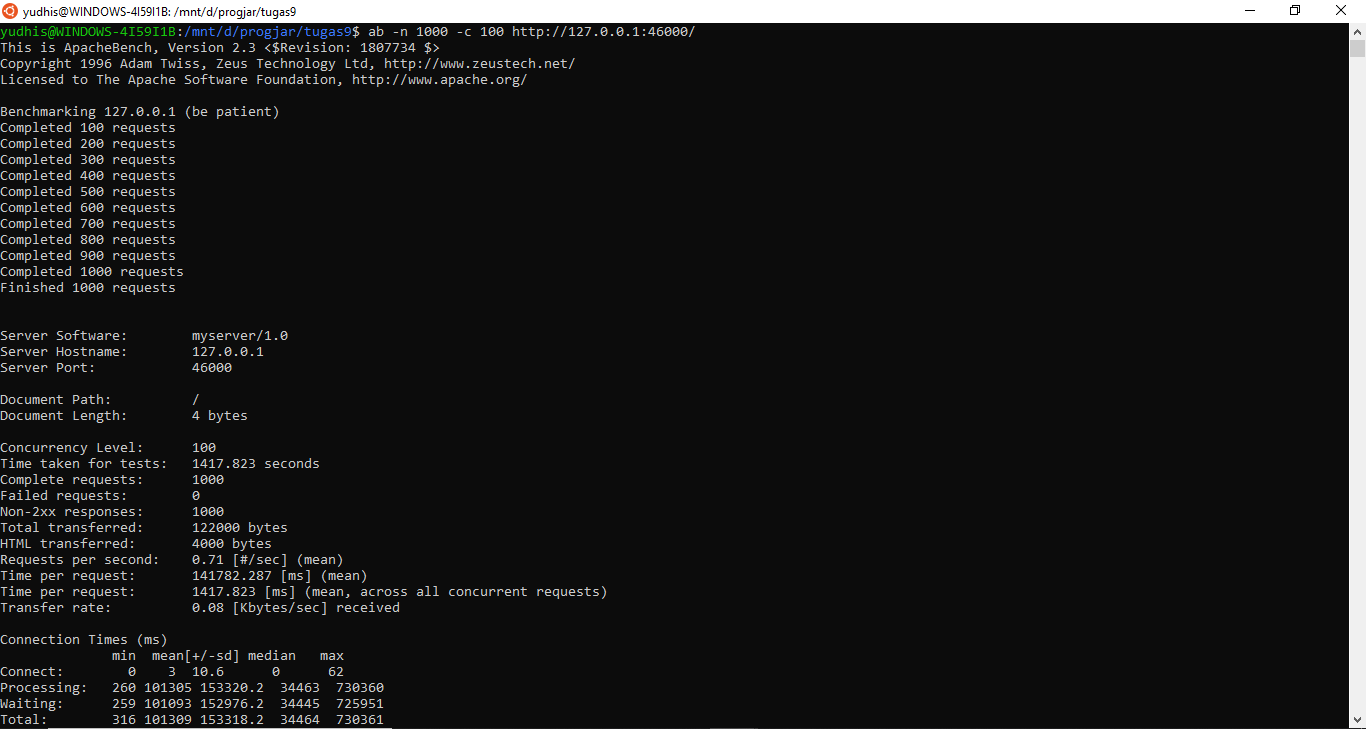 yudhis@WINDOWS-4I59I1B: /mnt/d/progjar/tugas9
yudhis@WINDOWS-4I59I1B:/mnt/d/progjar/tugas9$ ab -n 1000 -c 100 http://127.0.0.1:46000/
This is ApacheBench, Version 2.3 <$Revision: 1807734 $>
Copyright 1996 Adam Twiss, Zeus Technology Ltd, http://www.zeustech.net/
Licensed to The Apache Software Foundation, http://www.apache.org/

Benchmarking 127.0.0.1 (be patient)
Completed 100 requests
Completed 200 requests
Completed 300 requests
Completed 400 requests
Completed 500 requests
Completed 600 requests
Completed 700 requests
Completed 800 requests
Completed 900 requests
Completed 1000 requests
Finished 1000 requests


Server Software:        myserver/1.0
Server Hostname:        127.0.0.1
Server Port:            46000

Document Path:          /
Document Length:        4 bytes

Concurrency Level:      100
Time taken for tests:   1417.823 seconds
Complete requests:      1000
Failed requests:        0
Non-2xx responses:      1000
Total transferred:      122000 bytes
HTML transferred:       4000 bytes
Requests per second:    0.71 [#/sec] (mean)
Time per request:       141782.287 [ms] (mean)
Time per request:       1417.823 [ms] (mean, across all concurrent requests)
Transfer rate:          0.08 [Kbytes/sec] received

Connection Times (ms)
              min  mean[+/-sd] median   max
Connect:        0    3  10.6      0      62
Processing:   260 101305 153320.2  34463  730360
Waiting:      259 101093 152976.2  34445  725951
Total:        316 101309 153318.2  34464  730361